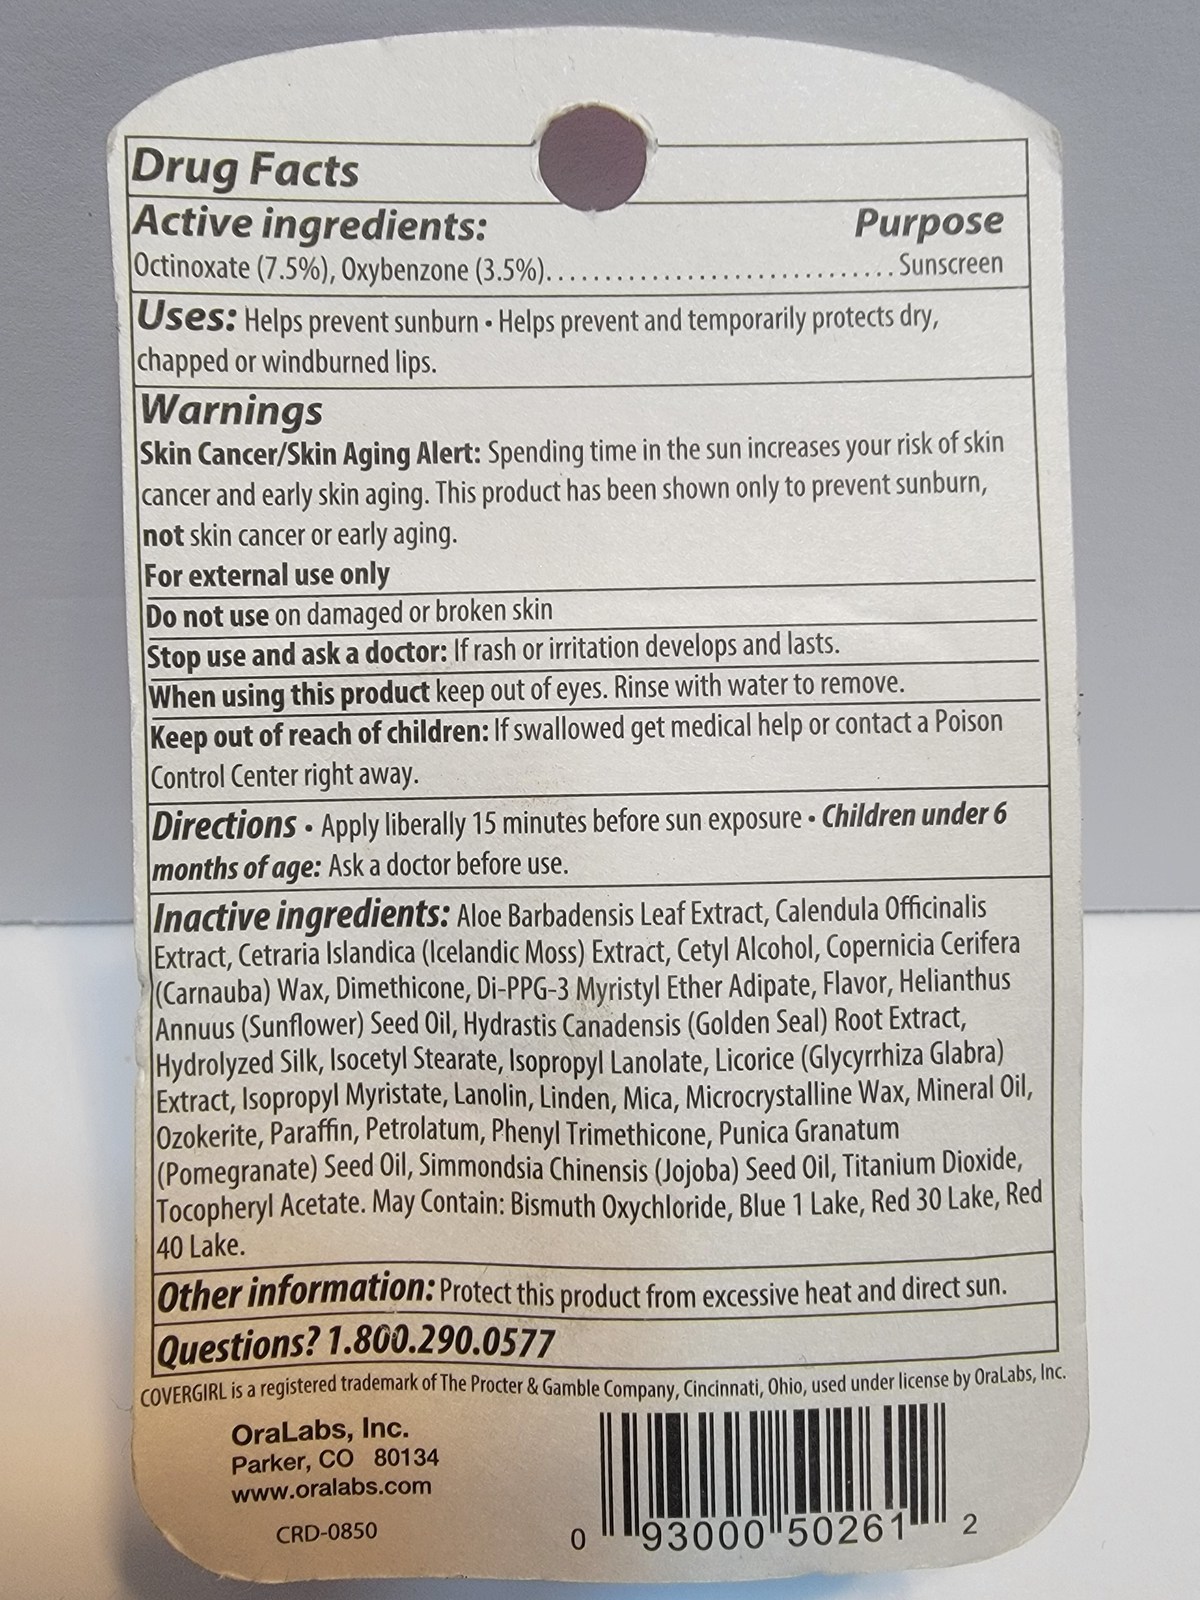 Drug Facts
Active ingredients: Purpose
Octinoxate (7.5%), Oxybenzone (3.5%)............................ Sunscreen
Uses: Helps prevent sunburn • Helps prevent and temporarily protects dry,
chapped or windburned lips.
Warnings
Skin Cancer/Skin Aging Alert: Spending time in the sun increases your risk of skin
cancer and early skin aging. This product has been shown only to prevent sunburn,
not skin cancer or early aging.
For external use only
Do not use on damaged or broken skin
Stop use and ask a doctor: If rash or irritation develops and lasts.
When using this product keep out of eyes. Rinse with water to remove.
Keep out of reach of children: If swallowed get medical help or contact a Poison
Control Center right away.
Directions • Apply liberally 15 minutes before sun exposure • Children under 6
months of age: Ask a doctor before use.
Inactive ingredients: Aloe Barbadensis Leaf Extract, Calendula Officinalis
Extract, Cetraria Islandica (Icelandic Moss) Extract, Cetyl Alcohol, Copernicia Cerifera
(Carnauba) Wax, Dimethicone, Di-PPG-3 Myristyl Ether Adipate, Flavor, Helianthus
Annuus (Sunflower) Seed Oil, Hydrastis Canadensis (Golden Seal) Root Extract,
Hydrolyzed Silk, Isocetyl Stearate, Isopropyl Lanolate, Licorice (Glycyrrhiza Glabra)
Extract, Isopropyl Myristate, Lanolin, Linden, Mica, Microcrystalline Wax, Mineral Oil,
Ozokerite, Paraffin, Petrolatum, Phenyl Trimethicone, Punica Granatum
(Pomegranate) Seed Oil, Simmondsia Chinensis (Jojoba) Seed Oil, Titanium Dioxide,
Tocopheryl Acetate. May Contain: Bismuth Oxychloride, Blue 1 Lake, Red 30 Lake, Red
40 Lake.
Other information: Protect this product from excessive heat and direct sun.
Questions? 1.800.290.0577
COVERGIRL is a registered trademark of The Procter & Gamble Company, Cincinnati, Ohio, used under license by OraLabs, Inc.
OraLabs, Inc.
Parker, CO 80134
www.oralabs.com
CRD-0850
0 93000 50261 2